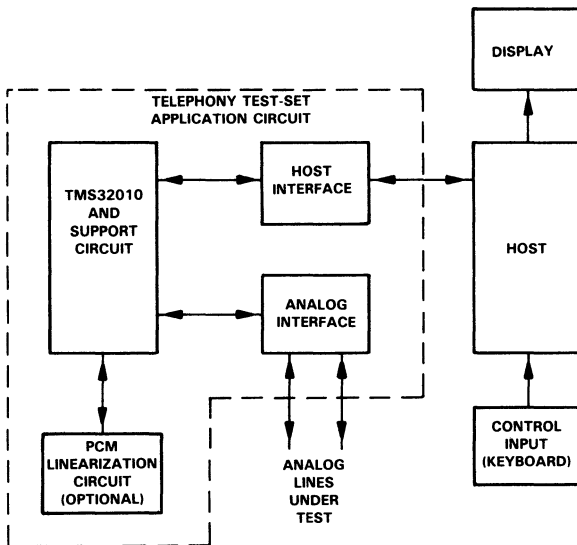 DISPLAY
TELEPHONY TEST-SET
APPLICATION CIRCUIT
TMS32010
AND
SUPPORT
CIRCUIT
HOST
INTERFACE
HOST
ANALOG
INTERFACE
PCM
LINEARIZATION
CIRCUIT
(OPTIONAL)
ANALOG
LINES
UNDER
TEST
CONTROL
INPUT
(KEYBOARD)